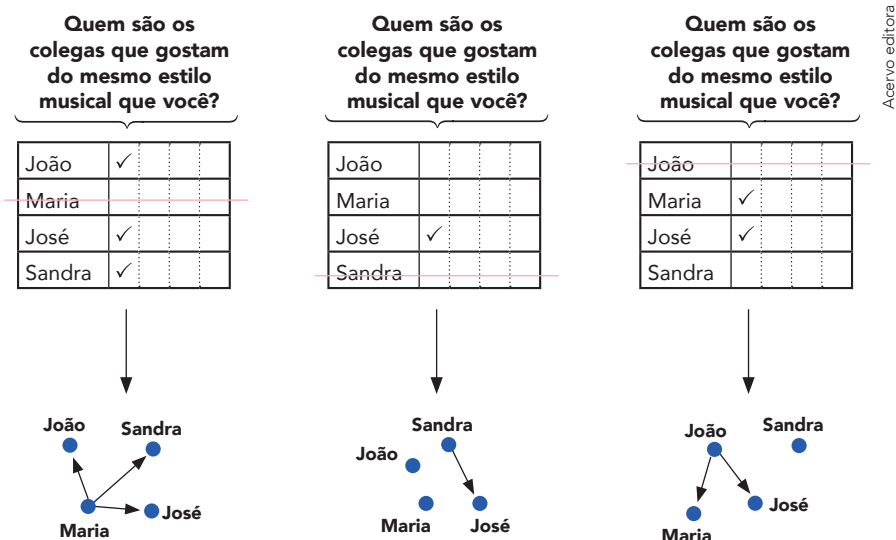 Quem são os
colegas que gostam
do mesmo estilo
musical que você?
João ✓
Maria
José ✓
Sandra ✓
João
Sandra
Maria
José
Quem são os
colegas que gostam
do mesmo estilo
musical que você?
João
Maria
José ✓
Sandra
Sandra
João
Maria
José
Quem são os
colegas que gostam
do mesmo estilo
musical que você?
João
Maria ✓
José ✓
Sandra
João
Sandra
José
Maria
Acervo editora